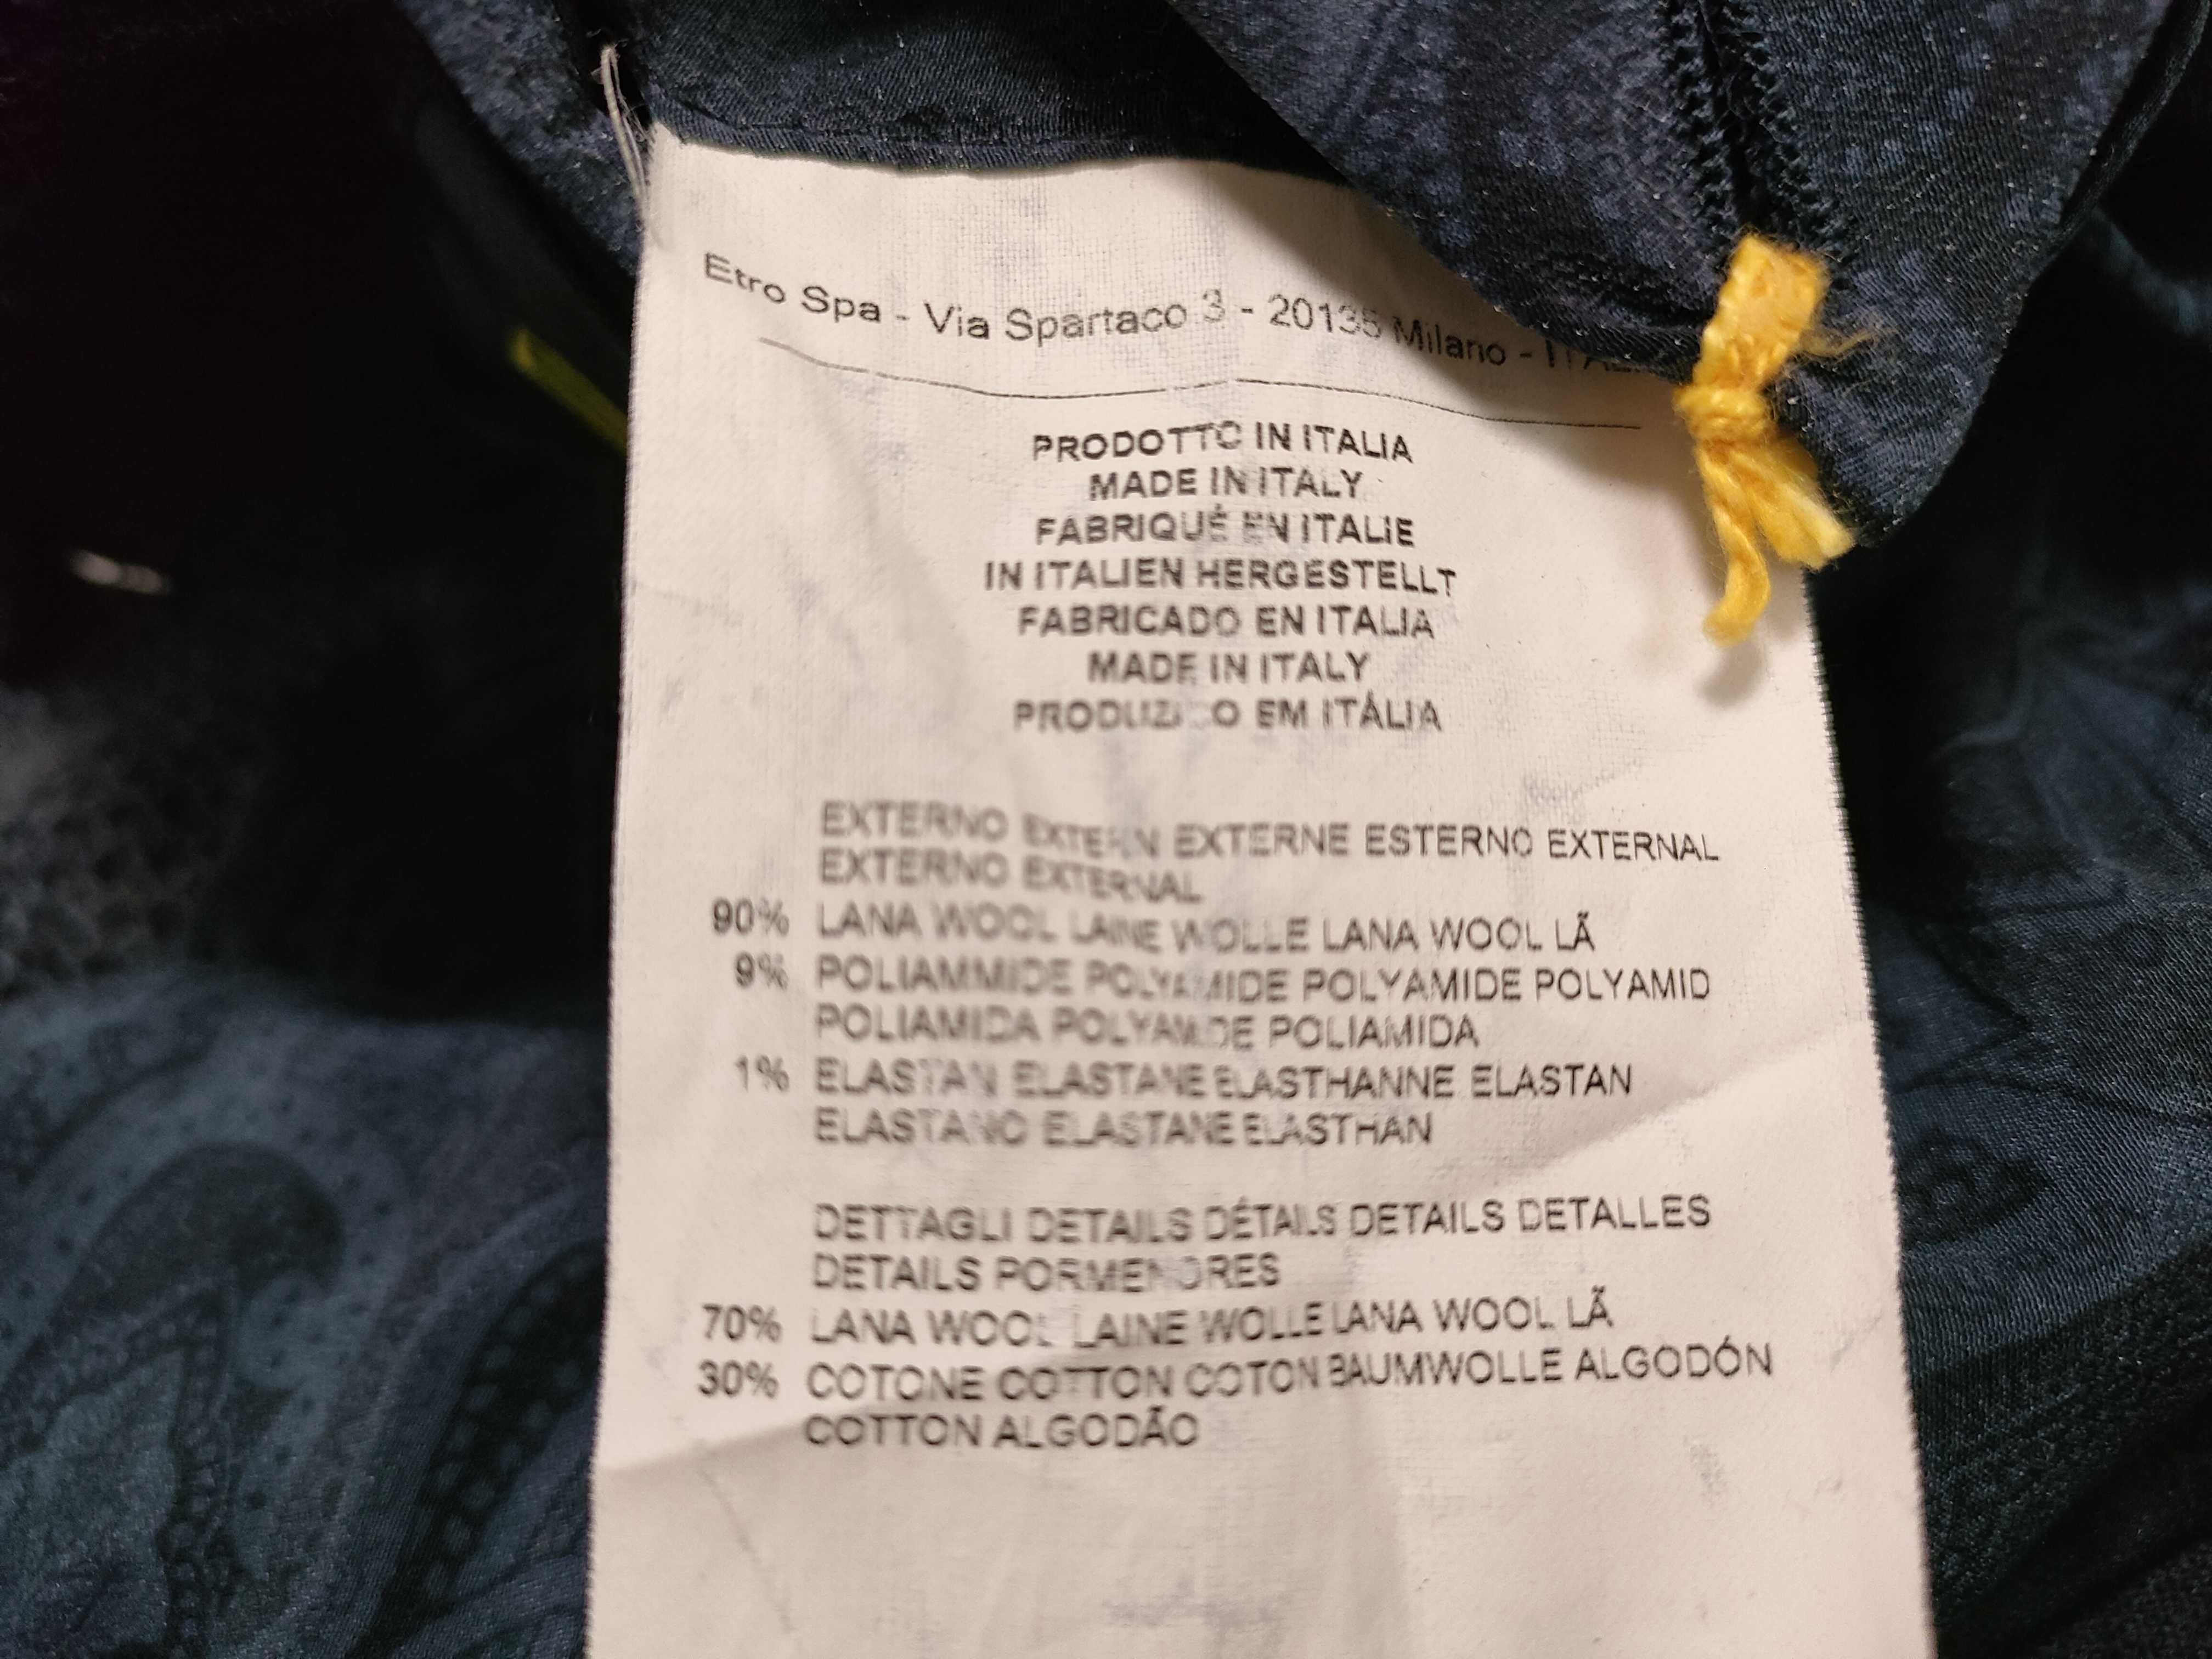 Etro Spa - Via Spartaco 3 - 20135 Milano -
PRODOTTO IN ITALIA
MADE IN ITALY
FABRIQUÉ EN ITALIE
IN ITALIEN HERGESTELLT
FABRICADO EN ITALIA
MADE IN ITALY
PRODUZIDO EM ITÁLIA
EXTERNO EXTERN EXTERNE ESTERNO EXTERNAL
EXTERNO EXTERNAL
90% LANA WOOL LAINE WOLLE LANA WOOL LÃ
9% POLIAMMIDE POLYAMIDE POLYAMIDE POLYAMID
POLIAMIDA POLYAMIDE POLIAMIDA
1% ELASTAN ELASTANE ELASTHANNE ELASTAN
ELASTANO ELASTANE ELASTHAN
DETTAGLI DETAILS DÉTAILS DETAILS DETALLES
DETAILS PORMENORES
70% LANA WOOL LAINE WOLLE LANA WOOL LÃ
30% COTONE COTTON COTON BAUMWOLLE ALGODÓN
COTTON ALGODÃO